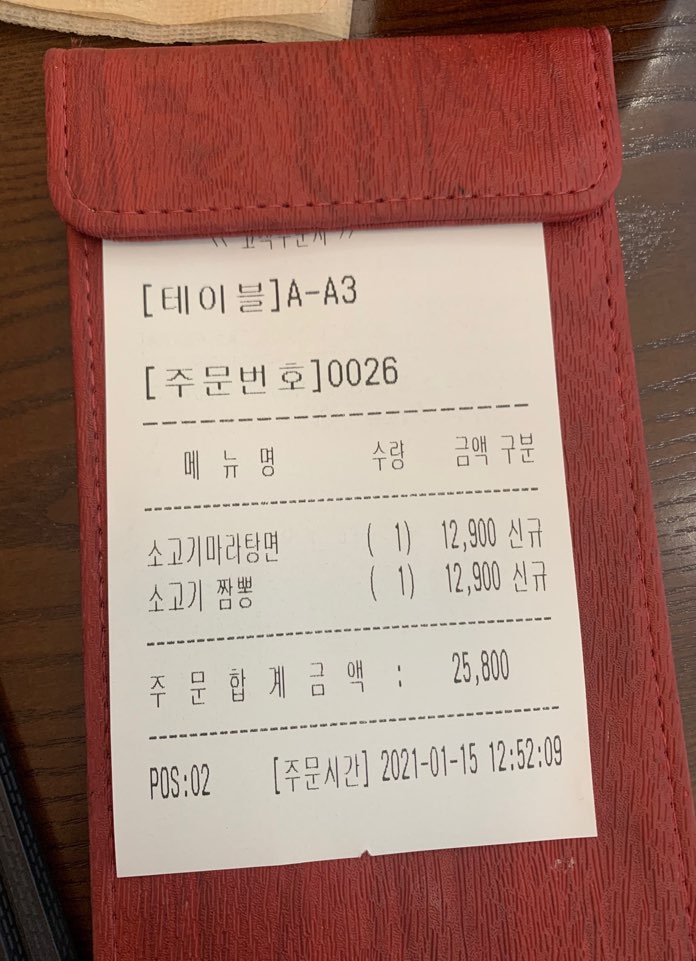 [테이블]A-A3
[주문번호]0026
메 뉴 명 수량 금액 구분
소고기마라탕면 ( 1) 12,900 신규
소고기 짬뽕 ( 1) 12,900 신규
주 문 합 계 금 액 : 25,800
POS:02 [주문시간] 2021-01-15 12:52:09